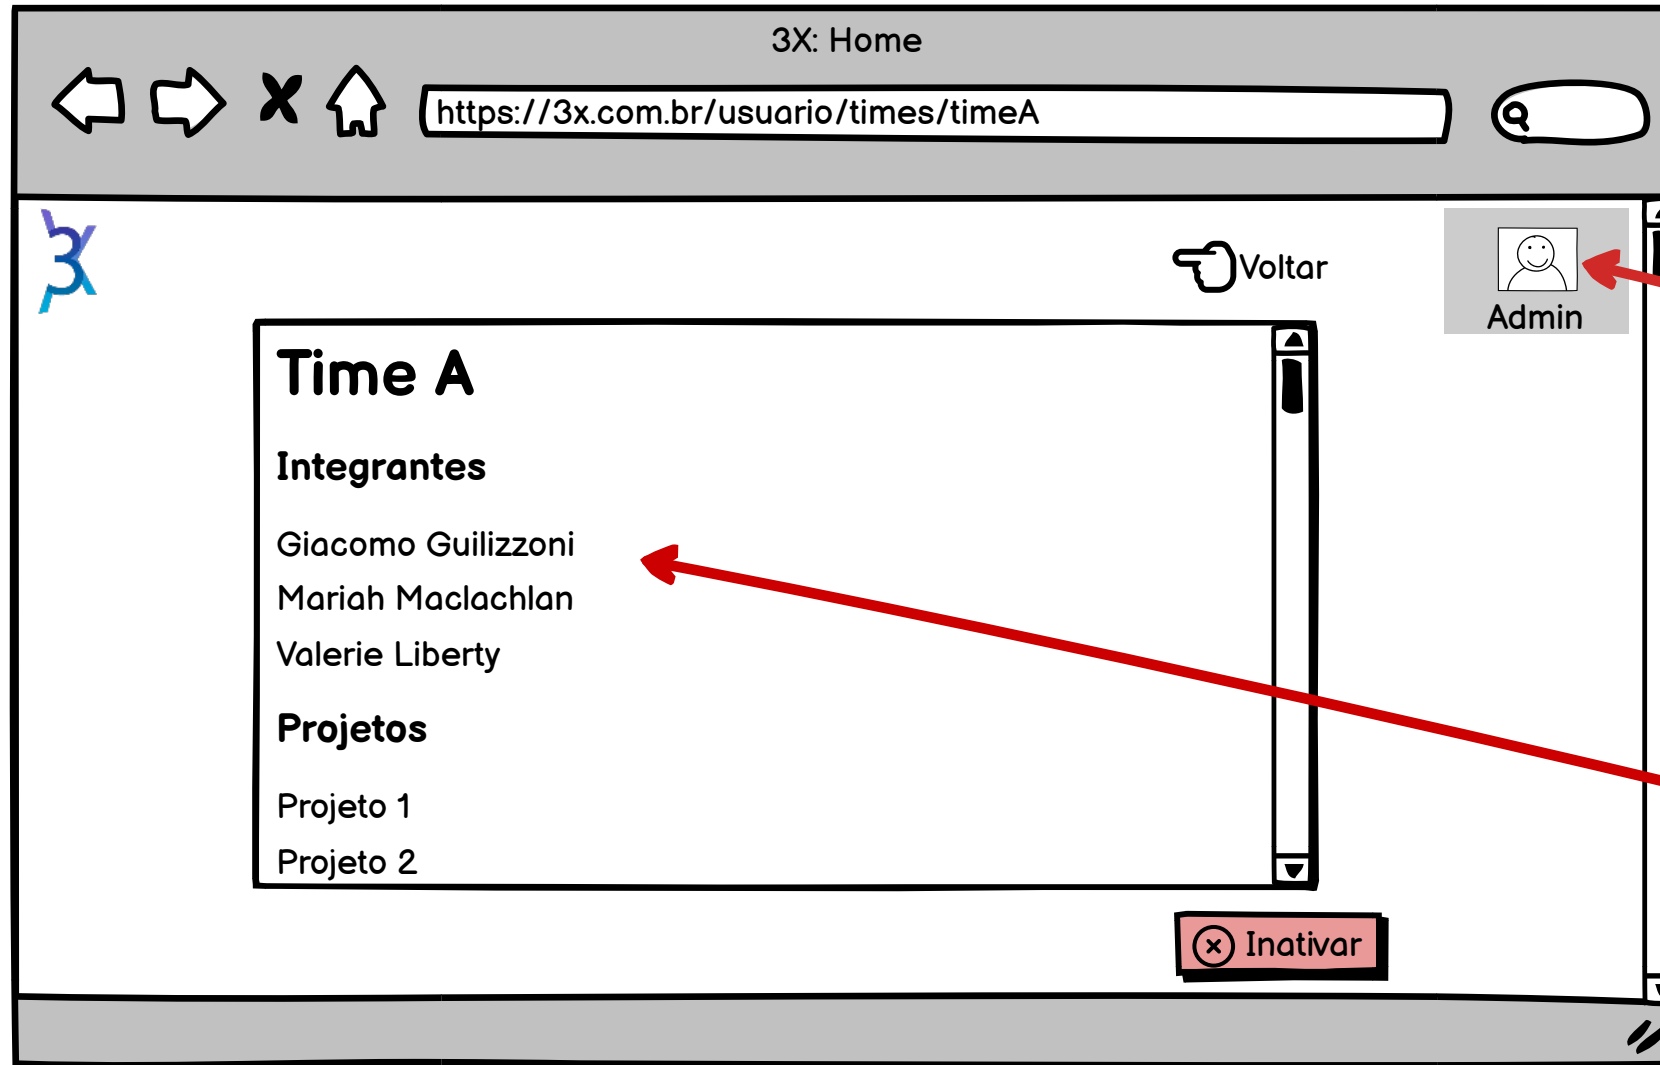 3X: Home
https://3x.com.br/usuario/times/timeA
3X
Voltar
Admin
Time A
Integrantes
Giacomo Guilizzoni
Mariah Maclachlan
Valerie Liberty
Projetos
Projeto 1
Projeto 2
Inativar